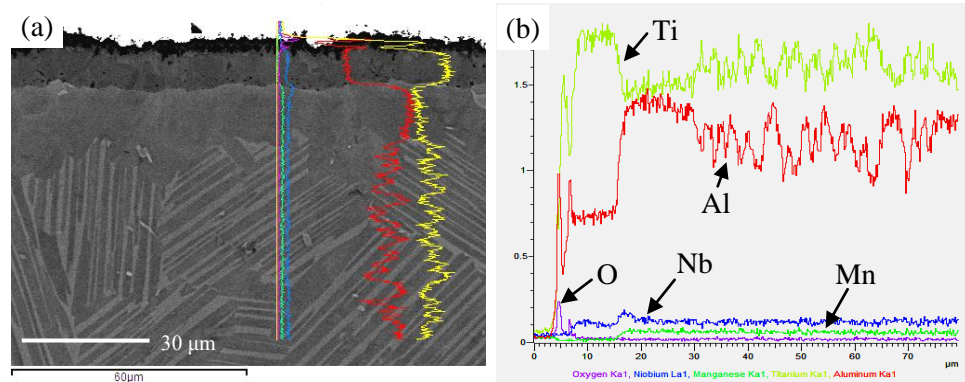 (a)
30 μm
60μm
(b)
Ti
Al
O
Nb
Mn
1.5
1
0.5
0
0 10 20 30 40 50 60 70
μm
Oxygen Ka1, Niobium La1, Manganese Ka1, Titanium Ka1, Aluminum Ka1